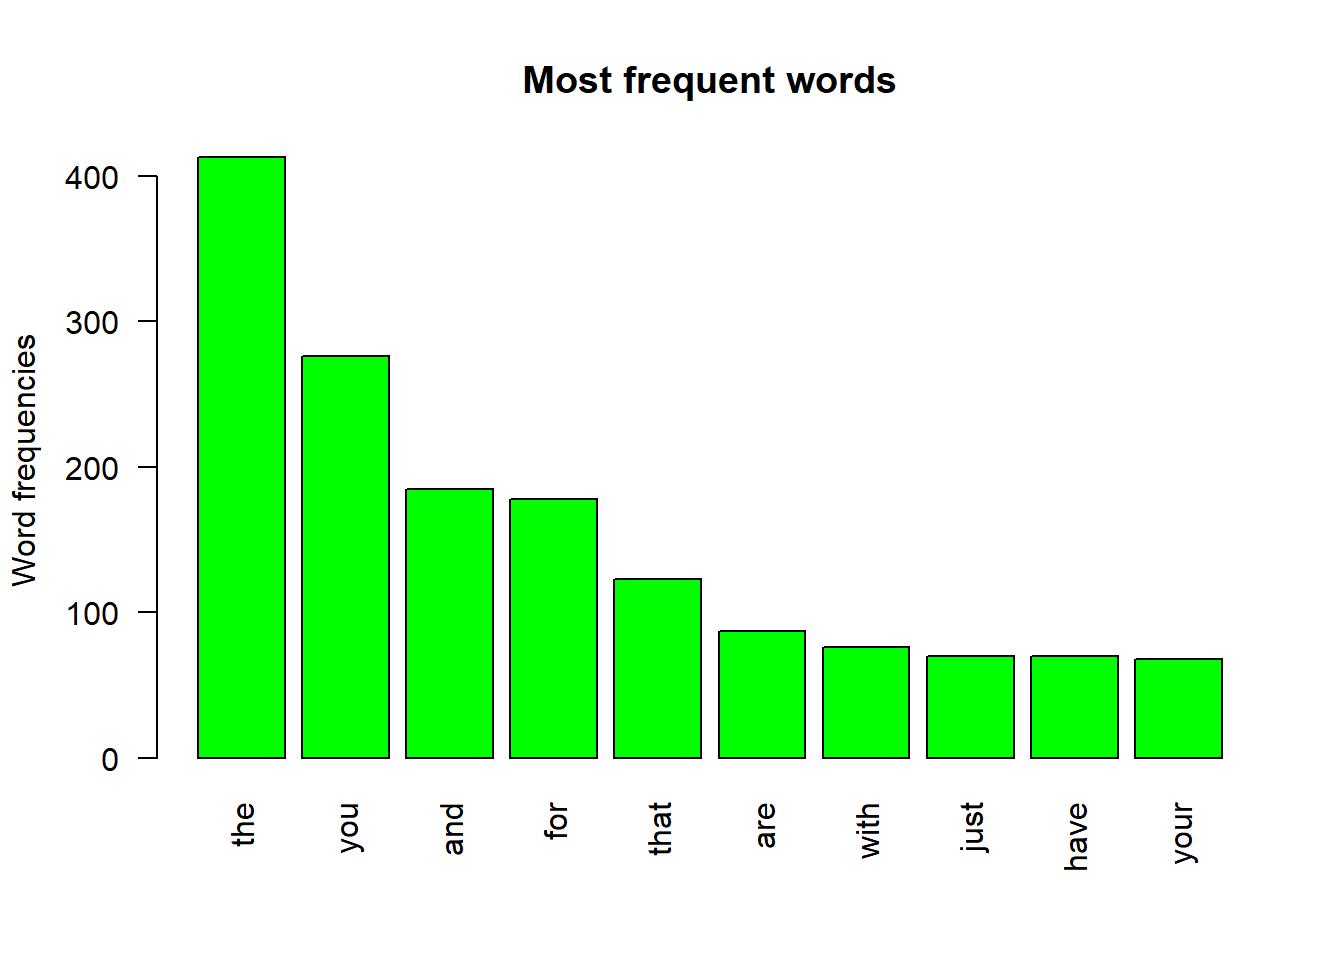 Most frequent words
Word frequencies
400
300
200
100
0
the
you
and
for
that
are
with
just
have
your